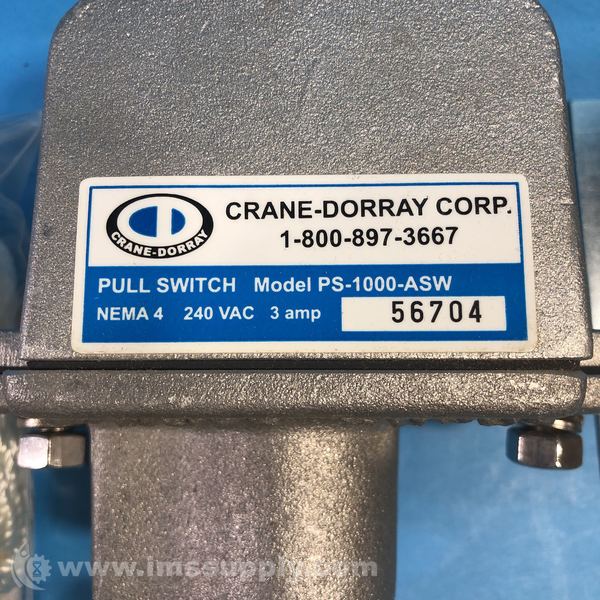 CRANE-DORRAY
CRANE-DORRAY CORP.
1-800-897-3667
PULL SWITCH Model PS-1000-ASW
NEMA 4 240 VAC 3 amp 56704
www.imssupply.com